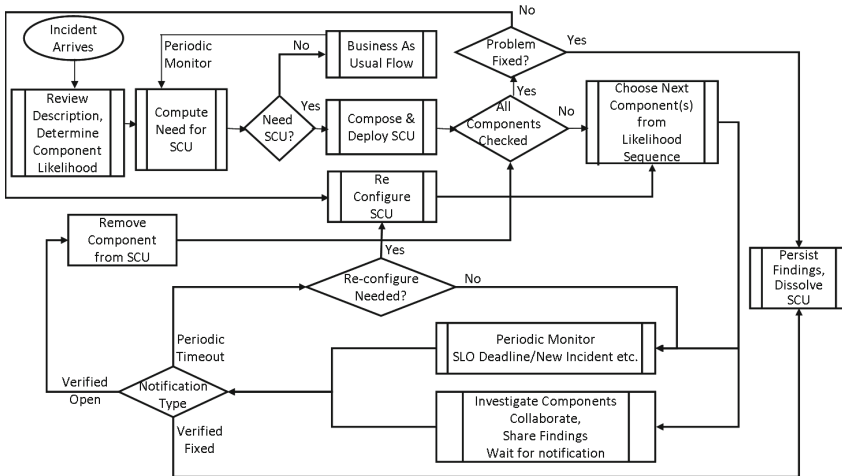 Incident
Arrives
Periodic
Monitor
No
Business As
Usual Flow
Problem
Fixed?
No
Yes
Review
Description,
Determine
Component
Likelihood
Compute
Need for
SCU
Need
SCU?
Yes
Compose &
Deploy SCU
Yes
All
Components
Checked
No
Choose Next
Component(s)
from
Likelihood
Sequence
Re
Configure
SCU
Remove
Component
from SCU
Yes
Re-configure
Needed?
No
Persist
Findings,
Dissolve
SCU
Periodic
Timeout
Periodic Monitor
SLO Deadline/New Incident etc.
Verified
Open
Notification
Type
Verified
Fixed
Investigate Components
Collaborate,
Share Findings
Wait for notification